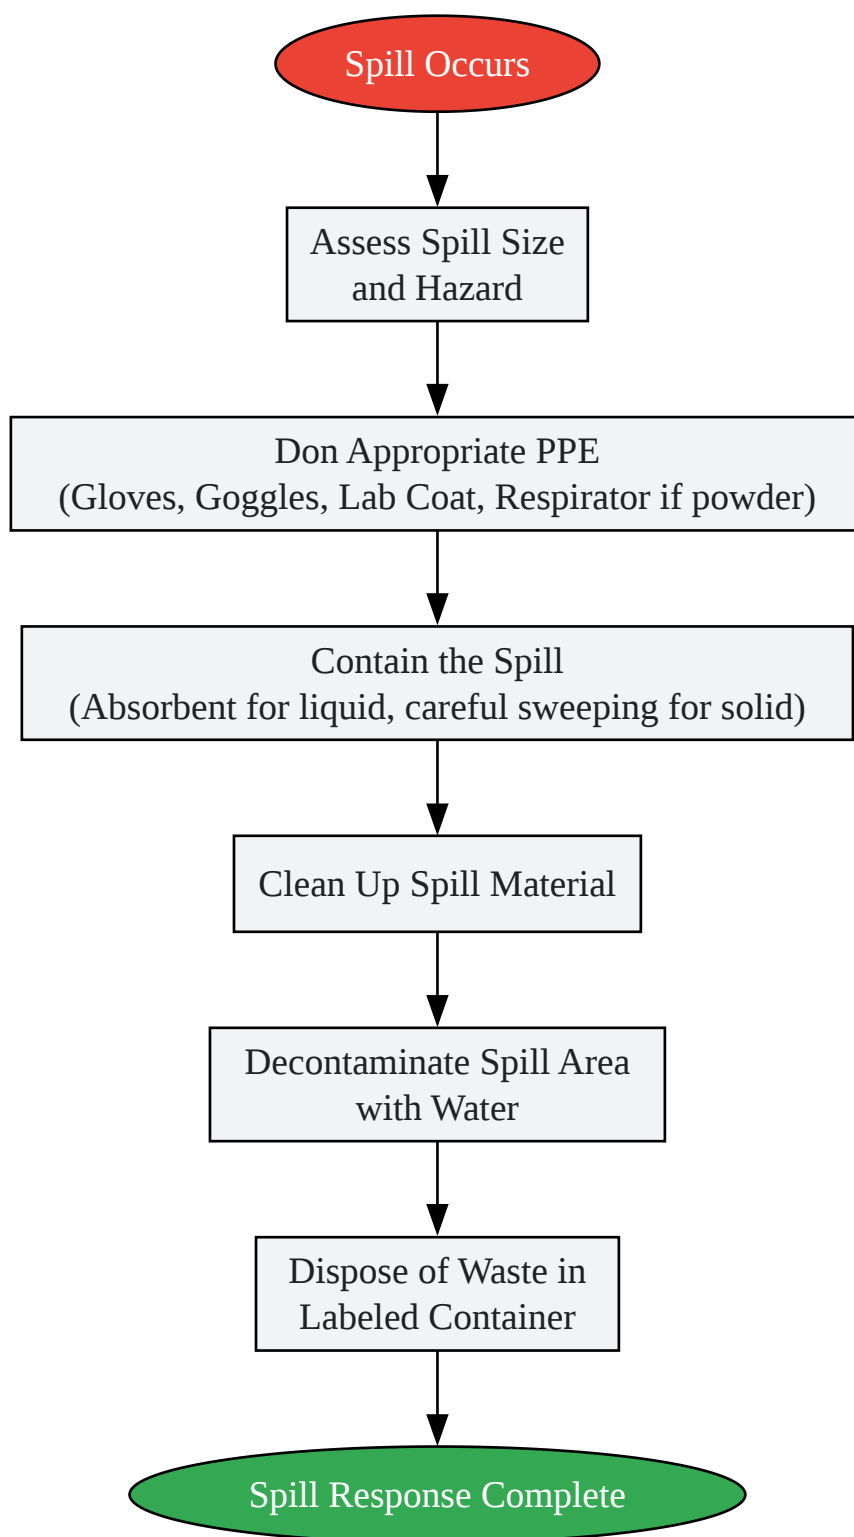 Spill Occurs
Assess Spill Size
and Hazard
Don Appropriate PPE
(Gloves, Goggles, Lab Coat, Respirator if powder)
Contain the Spill
(Absorbent for liquid, careful sweeping for solid)
Clean Up Spill Material
Decontaminate Spill Area
with Water
Dispose of Waste in
Labeled Container
Spill Response Complete